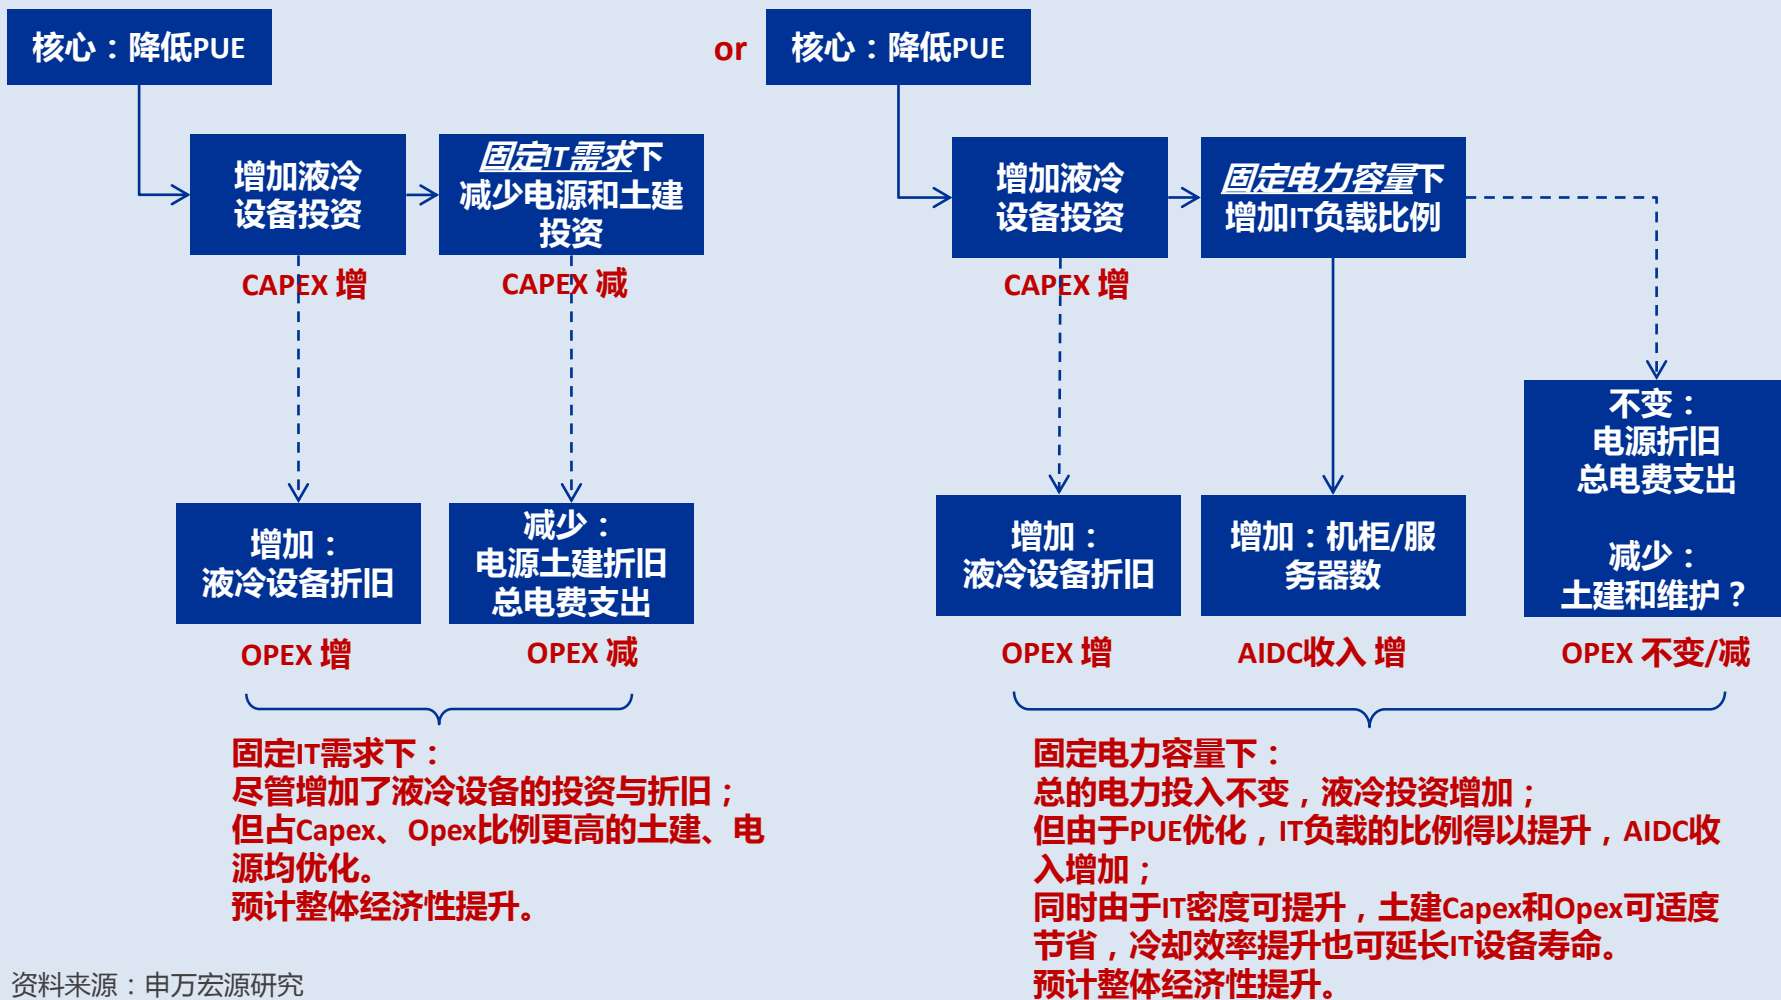 核心：降低PUE
增加液冷
设备投资
固定IT需求下
减少电源和土建
投资
CAPEX 增
CAPEX 减
增加：
液冷设备折旧
减少：
电源土建折旧
总电费支出
OPEX 增
OPEX 减
固定IT需求下：
尽管增加了液冷设备的投资与折旧；
但占Capex、Opex比例更高的土建、电
源均优化。
预计整体经济性提升。
or
核心：降低PUE
增加液冷
设备投资
固定电力容量下
增加IT负载比例
CAPEX 增
增加：
液冷设备折旧
增加：机柜/服
务器数
不变：
电源折旧
总电费支出
减少：
土建和维护？
OPEX 增
AIDC收入 增
OPEX 不变/减
固定电力容量下：
总的电力投入不变，液冷投资增加；
但由于PUE优化，IT负载的比例得以提升，AIDC收
入增加；
同时由于IT密度可提升，土建Capex和Opex可适度
节省，冷却效率提升也可延长IT设备寿命。
预计整体经济性提升。
资料来源：申万宏源研究